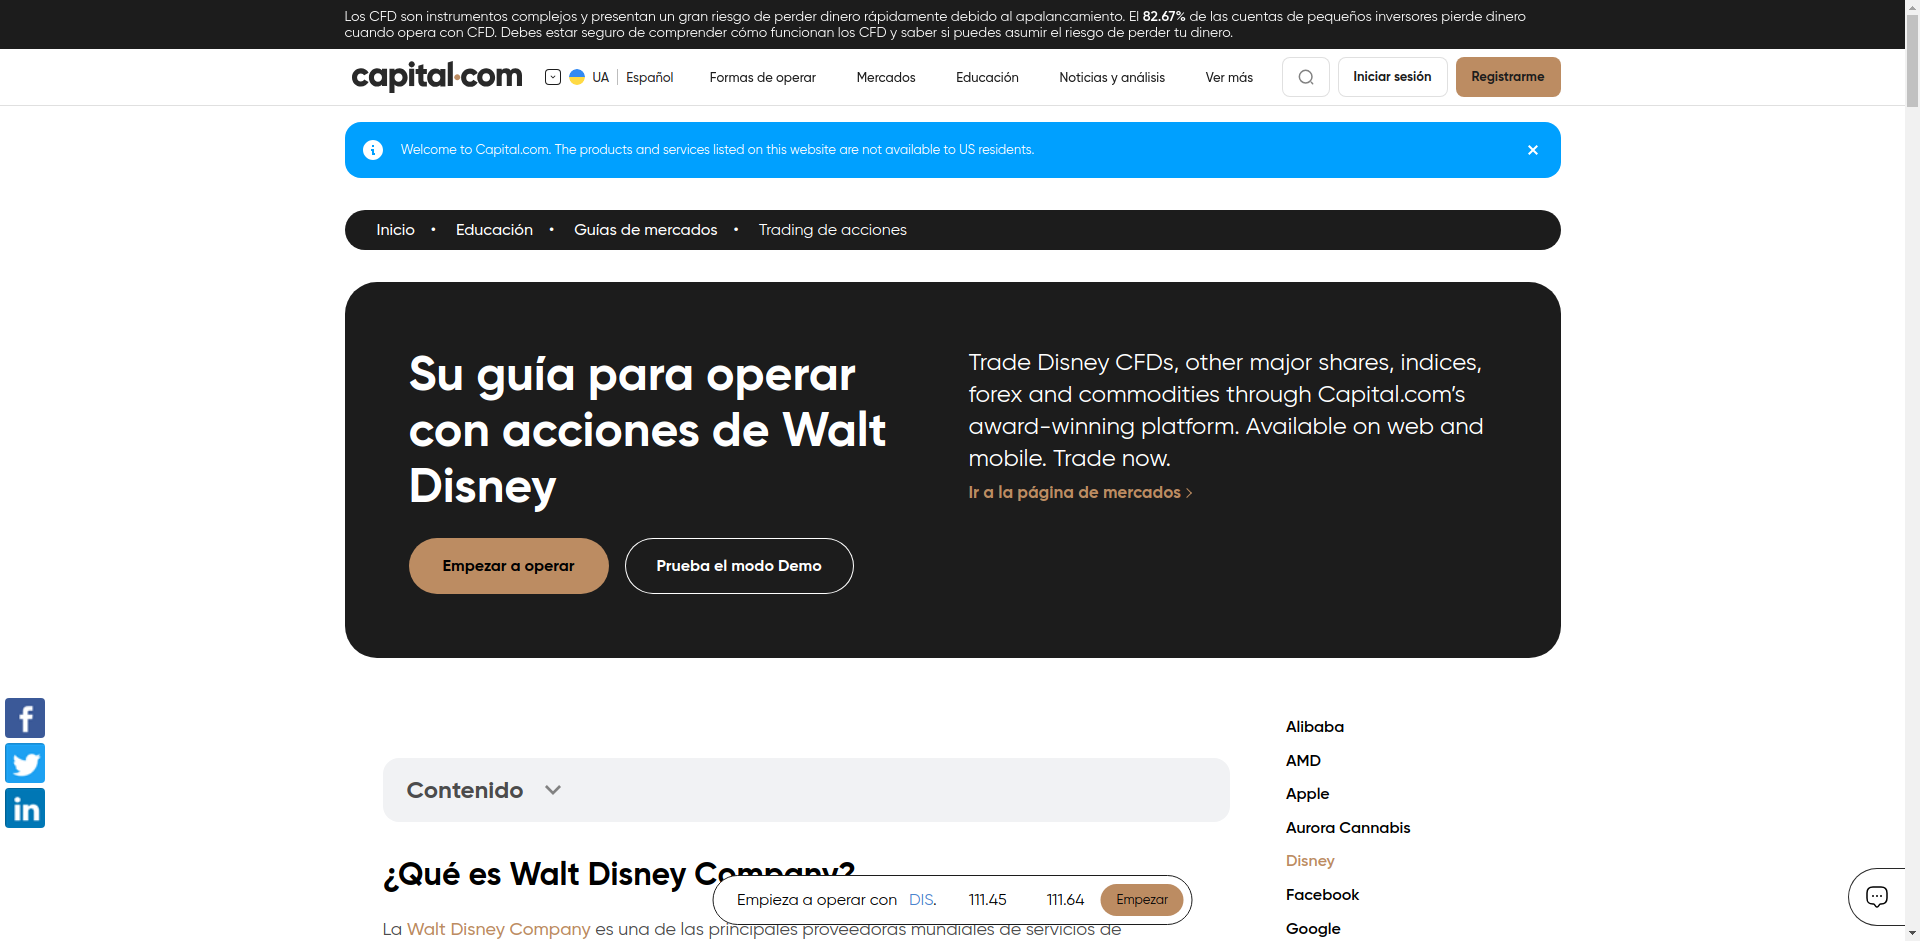 Los CFD son instrumentos complejos y presentan un gran riesgo de perder dinero rápidamente debido al apalancamiento. El 82.67% de las cuentas de pequeños inversores pierde dinero
cuando opera con CFD. Debes estar seguro de comprender cómo funcionan los CFD y saber si puedes asumir el riesgo de perder tu dinero.
capital.com
UA Español
Formas de operar
Mercados
Educación
Noticias y análisis
Ver más
Iniciar sesión
Registrarme
Welcome to Capital.com. The products and services listed on this website are not available to US residents.
Inicio • Educación • Guías de mercados • Trading de acciones
Su guía para operar
con acciones de Walt
Disney
Empezar a operar
Prueba el modo Demo
Trade Disney CFDs, other major shares, indices,
forex and commodities through Capital.com’s
award-winning platform. Available on web and
mobile. Trade now.
Ir a la página de mercados
Contenido
¿Qué es Walt Disney Company?
La Walt Disney Company es una de las principales proveedoras mundiales de servicios de
Empieza a operar con DIS. 111.45 111.64 Empezar
Alibaba
AMD
Apple
Aurora Cannabis
Disney
Facebook
Google